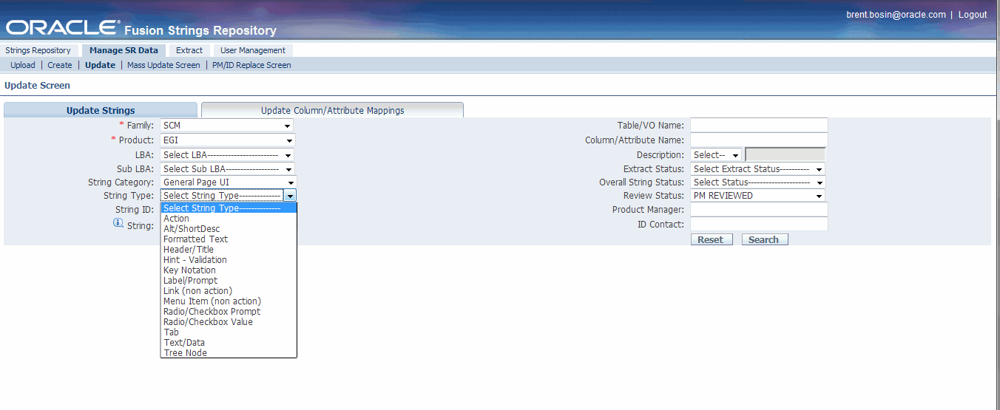 brent.bosin@oracle.com | Logout
ORACLE® Fusion Strings Repository
Strings Repository Manage SR Data Extract User Management
Upload | Create | Update | Mass Update Screen | PM/ID Replace Screen
Update Screen
Update Strings Update Column/Attribute Mappings
* Family: SCM Table/VO Name:
* Product: EGI Column/Attribute Name:
LBA: Select LBA------------------------ Description: Select--
Sub LBA: Select Sub LBA------------------ Extract Status: Select Extract Status----------
String Category: General Page UI Overall String Status: Select Status---------------------
String Type: Select String Type-------------- Review Status: PM REVIEWED
String ID: Select String Type-------------- Product Manager:
Action
String: Alt/ShortDesc ID Contact:
Formatted Text Reset Search
Header/Title
Hint - Validation
Key Notation
Label/Prompt
Link (non action)
Menu Item (non action)
Radio/Checkbox Prompt
Radio/Checkbox Value
Tab
Text/Data
Tree Node